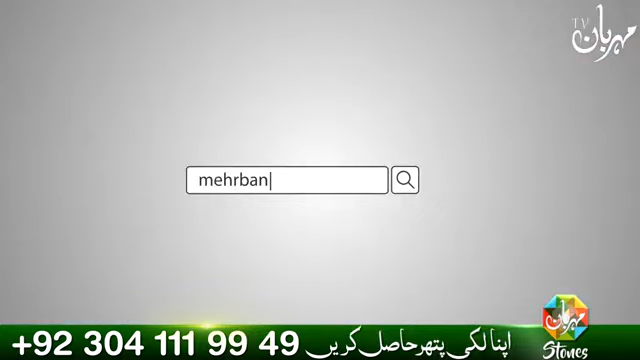 TV
مہربان
mehrban
+92 304 111 99 49 اپنا لکی پتھر حاصل کریں
مہربان
Stones